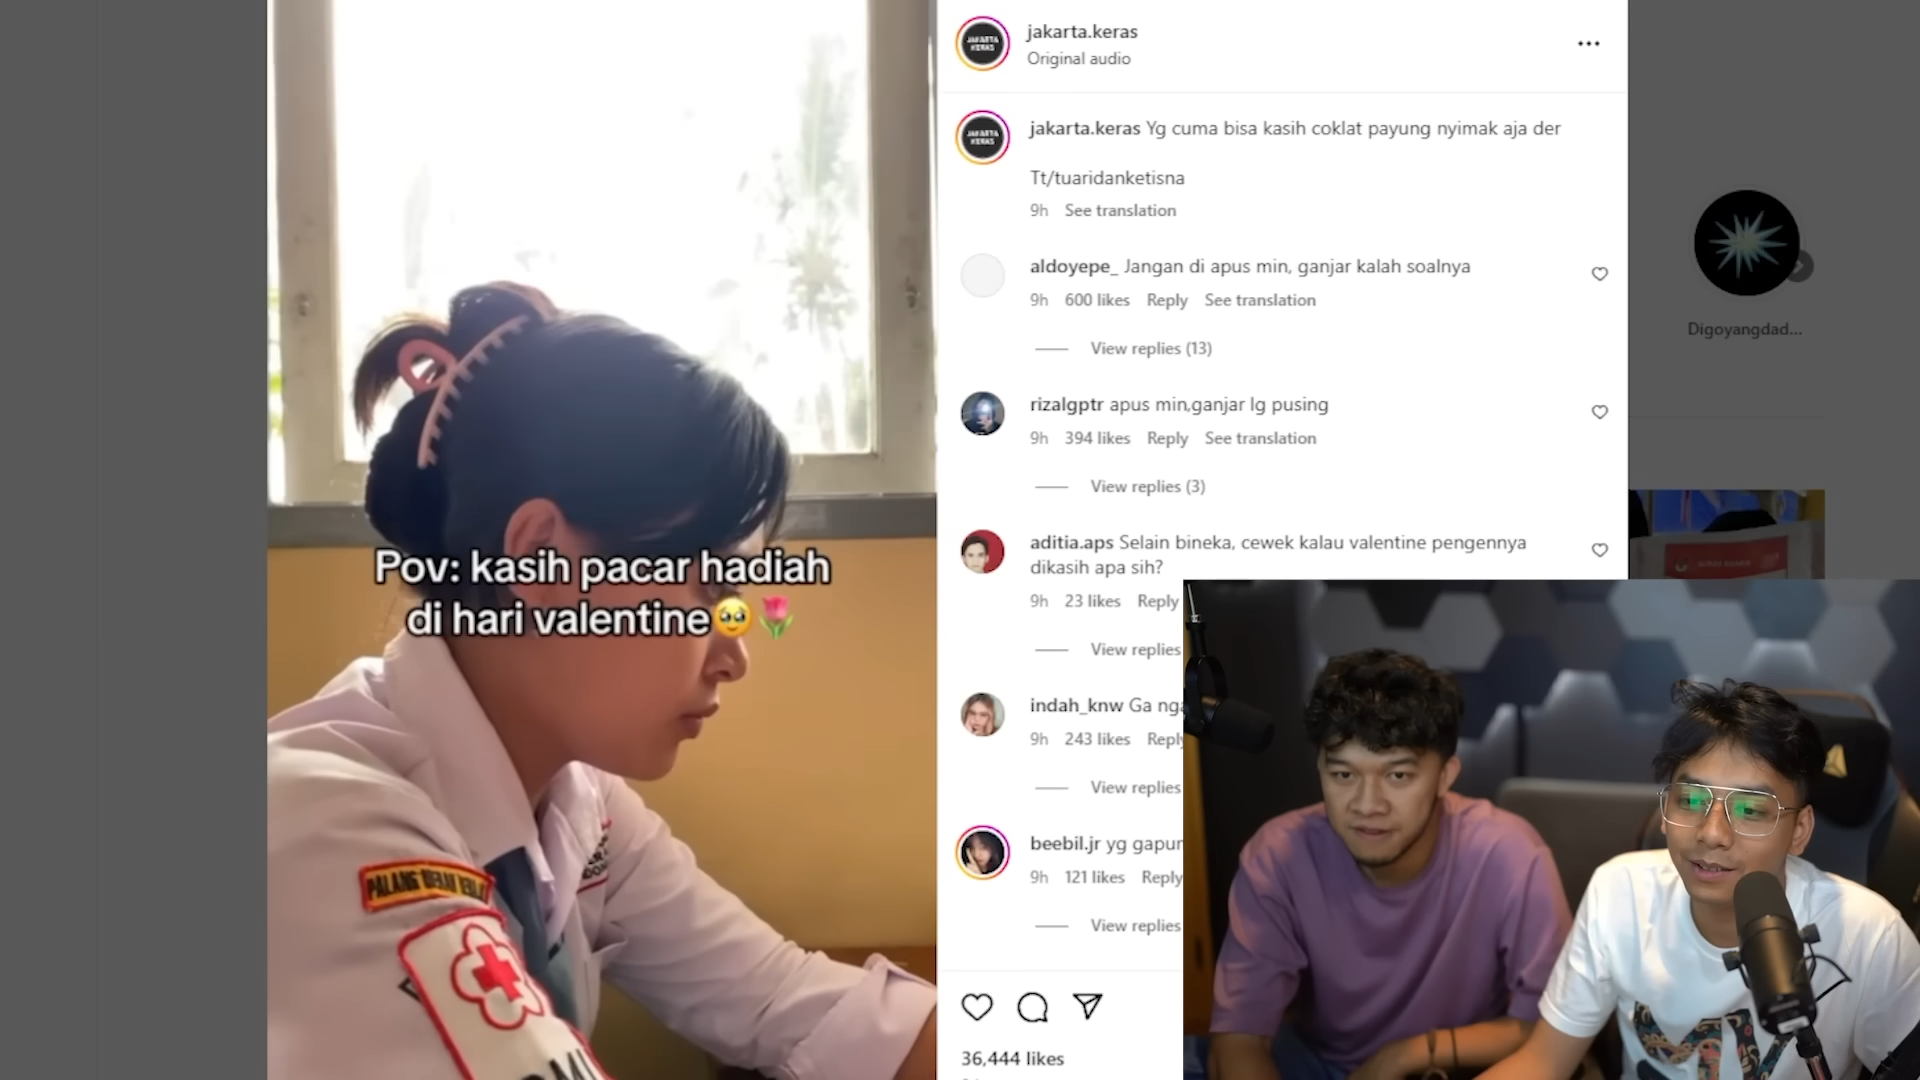 jakarta.keras
Original audio
jakarta.keras Yg cuma bisa kasih coklat payung nyimak aja der
Tt/tuaridanketisna
9h See translation
aldoyepe_ Jangan di apus min, ganjar kalah soalnya
9h 600 likes Reply See translation
View replies (13)
rizalgptr apus min,ganjar lg pusing
9h 394 likes Reply See translation
View replies (3)
aditia.aps Selain bineka, cewek kalau valentine pengennya
dikasih apa sih?
9h 23 likes Reply
View replies
indah_knw Ga
9h 243 likes Reply
View replies
beebil.jr yg
9h 121 likes Reply
View replies
36,444 likes
Pov: kasih pacar hadiah
di hari valentine🥹🌷
PALANG
JAKARTA
KERAS
JAKARTA
KERAS
Digoyangdad...